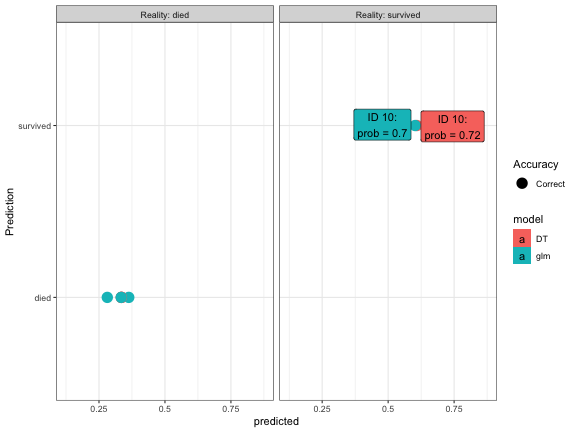 Reality: died
Reality: survived
survived
died
Prediction
ID 10:
prob = 0.7
ID 10:
prob = 0.72
0.25
0.5
0.75
0.25
0.5
0.75
predicted
Accuracy
Correct
model
a DT
a glm